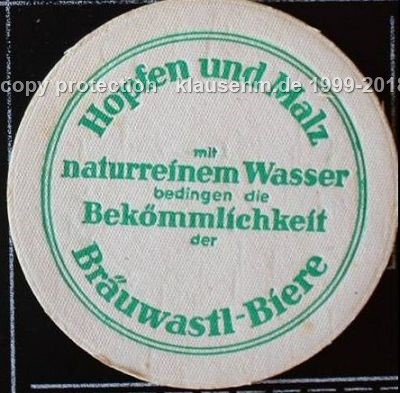 copy protection - klausehm.de 1999-2018
Hopfen und Malz
mit
naturreinem Wasser
bedingen die
Bekömmlichkeit
der
Bräuwastl-Biere